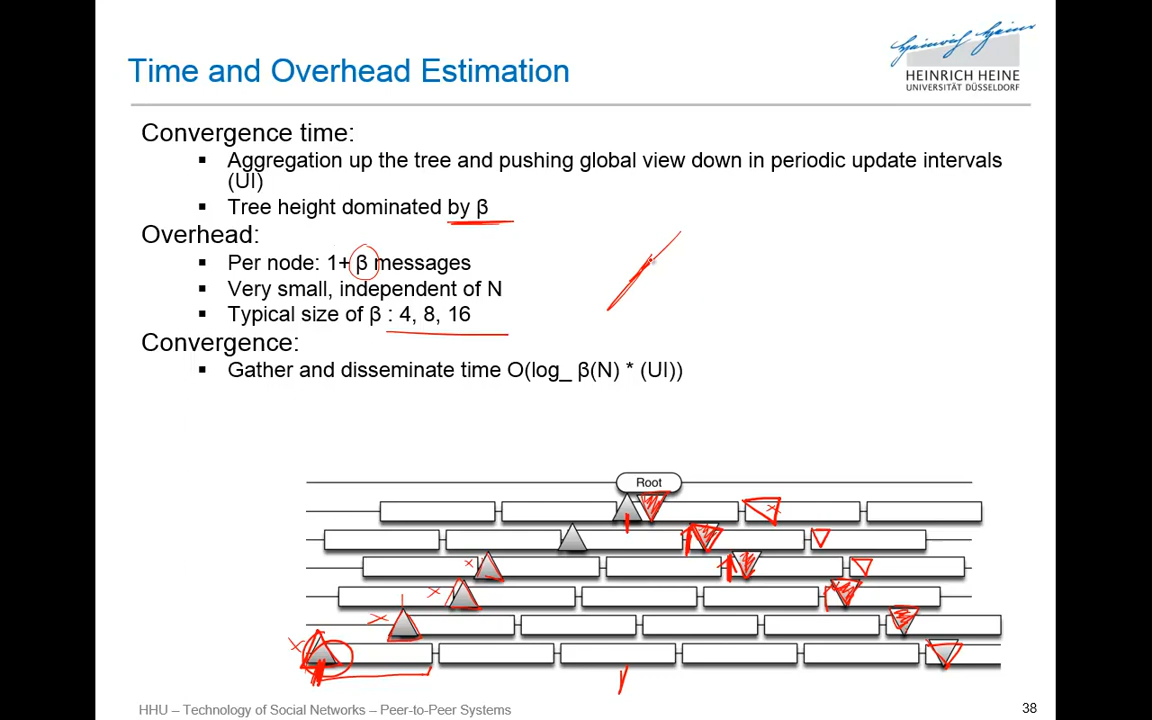 Heinrich Heine
HEINRICH HEINE
UNIVERSITÄT DÜSSELDORF
Time and Overhead Estimation
Convergence time:
▪ Aggregation up the tree and pushing global view down in periodic update intervals
(UI)
▪ Tree height dominated by β
Overhead:
▪ Per node: 1+ β messages
▪ Very small, independent of N
▪ Typical size of β : 4, 8, 16
Convergence:
▪ Gather and disseminate time O(log_ β(N) * (UI))
Root
HHU – Technology of Social Networks – Peer-to-Peer Systems
38